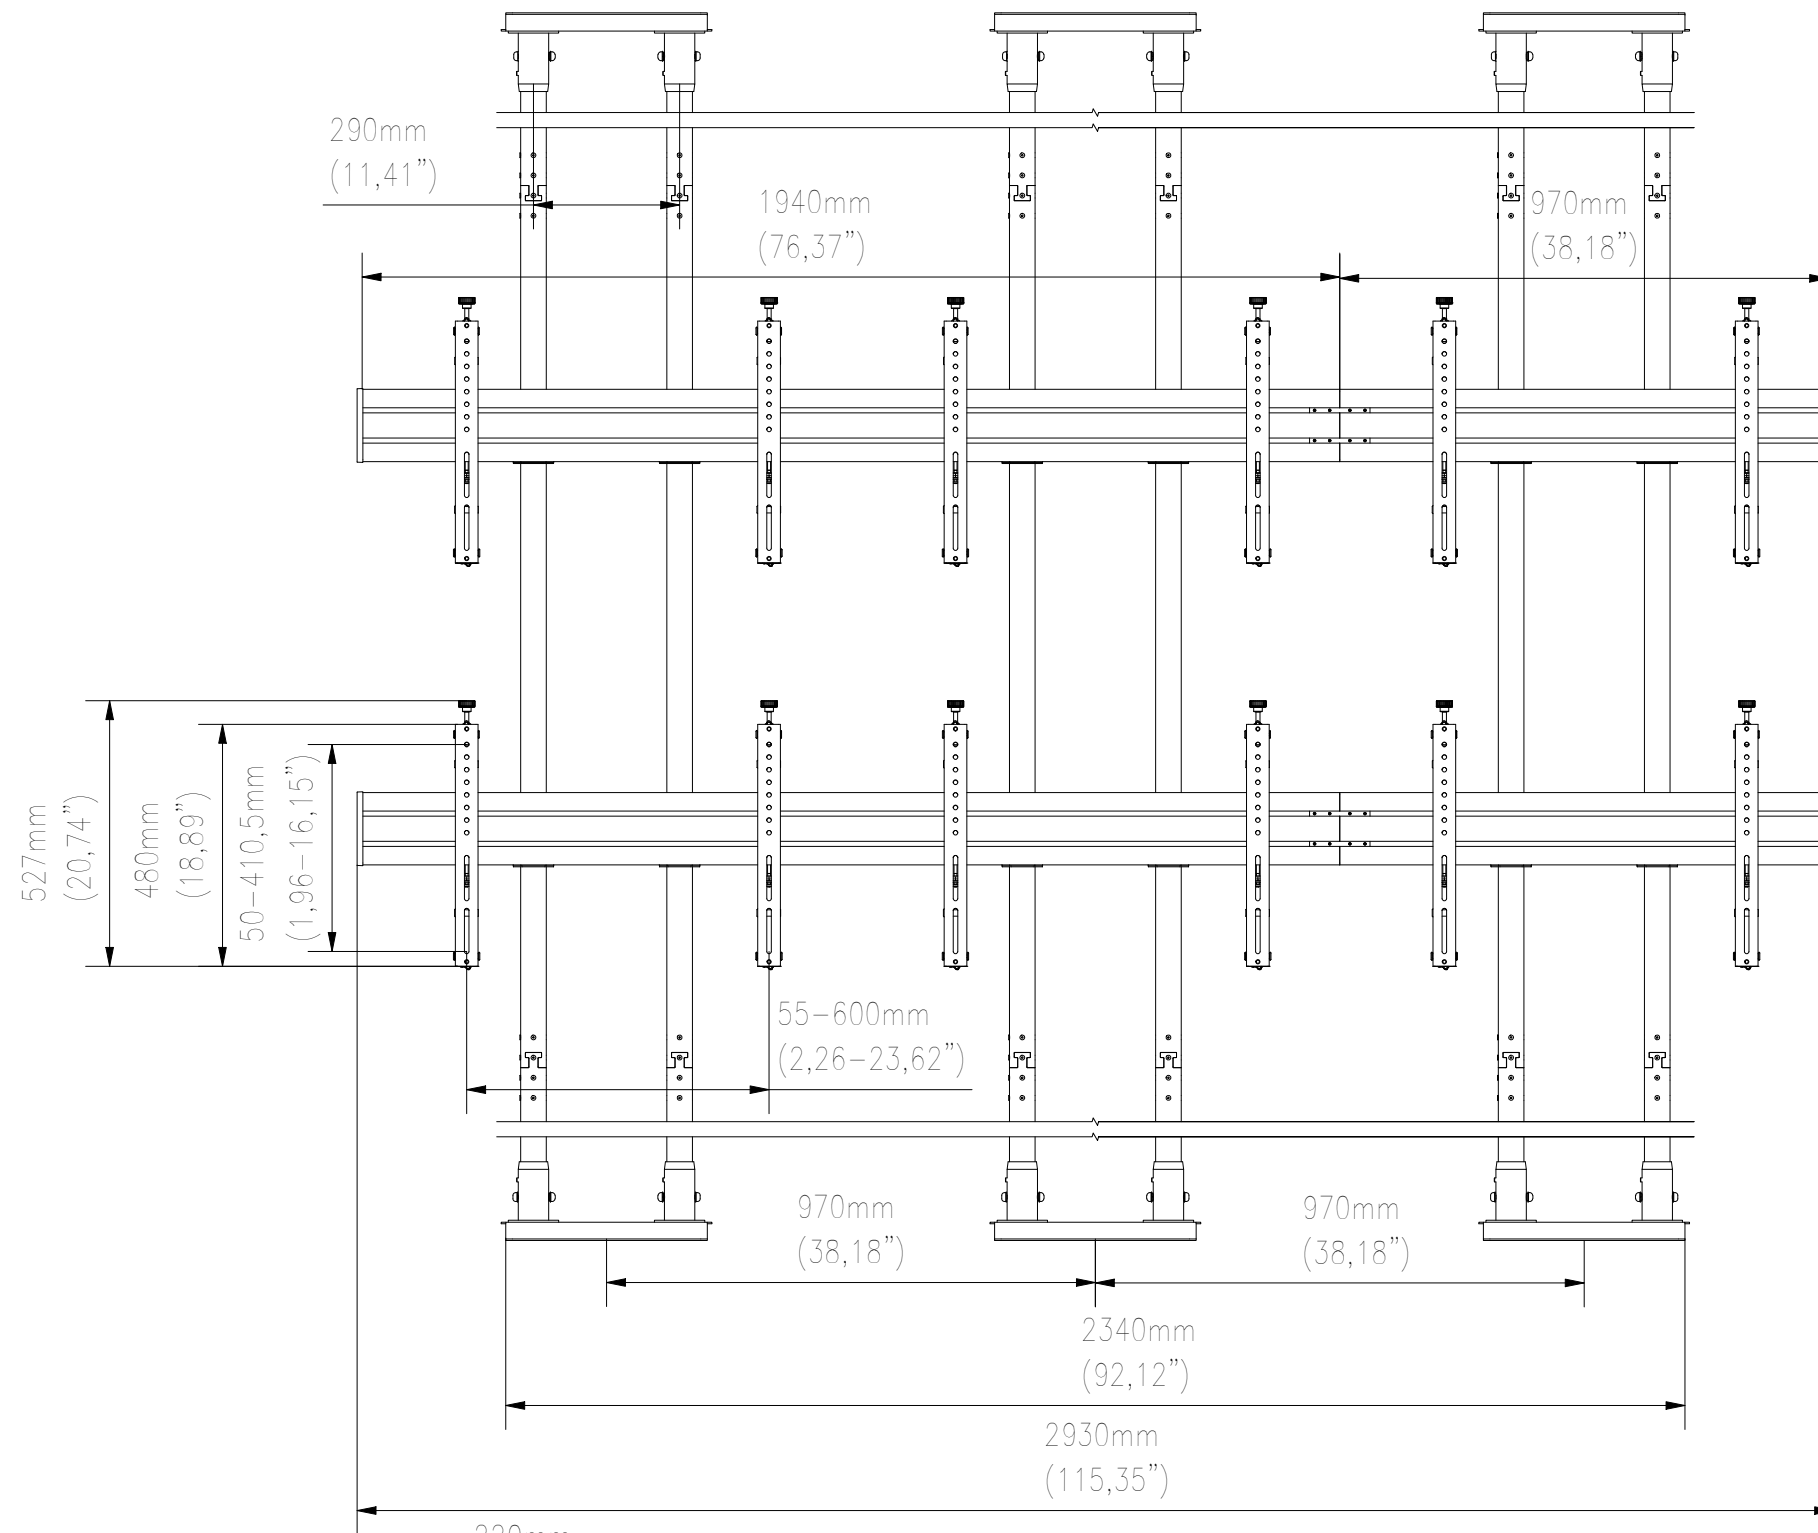 290mm
(11,41”)
1940mm
(76,37”)
970mm
(38,18”)
527mm
(20,74”)
480mm
(18,89”)
50-410,5mm
(1,96-16,15”)
55-600mm
(2,26-23,62”)
970mm
(38,18”)
970mm
(38,18”)
2340mm
(92,12”)
2930mm
(115,35”)